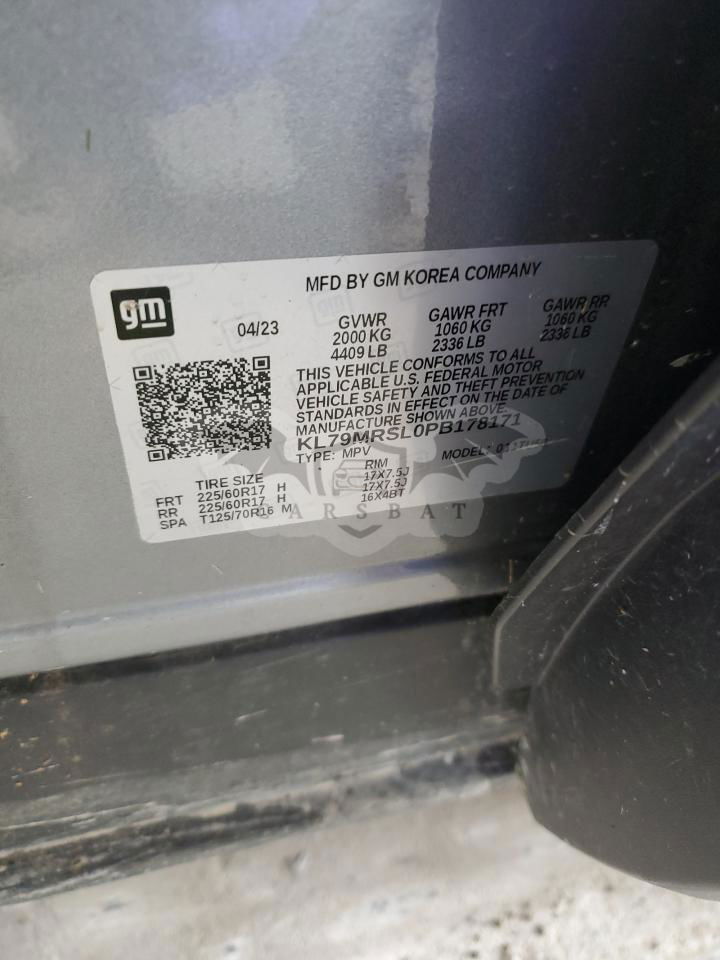 gm
MFD BY GM KOREA COMPANY
04/23
GVWR GAWR FRT GAWR RR
2000 KG 1060 KG 1060 KG
4409 LB 2336 LB 2336 LB
THIS VEHICLE CONFORMS TO ALL
APPLICABLE U.S. FEDERAL MOTOR
VEHICLE SAFETY AND THEFT PREVENTION
STANDARDS IN EFFECT ON THE DATE OF
MANUFACTURE SHOWN ABOVE.
KL79MRSL0PB178171
TYPE: MPV MODEL:
TIRE SIZE RIM
FRT 225/60R17 H 17X7.5J
RR 225/60R17 H 17X7.5J
SPA T125/70R16 M 16X4BT
CARSBAT